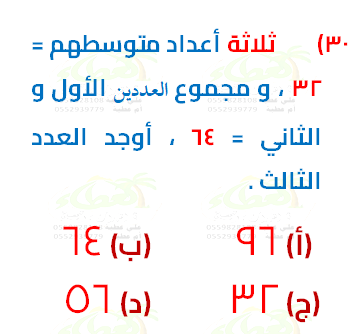 ٣٠) ثلاثة أعداد متوسطهم =
٣٢ ، و مجموع العددين الأول و
الثاني = ٦٤ ، أوجد العدد
الثالث .
(أ) ٩٦ (ب) ٦٤
(ج) ٣٢ (د) ٥٦